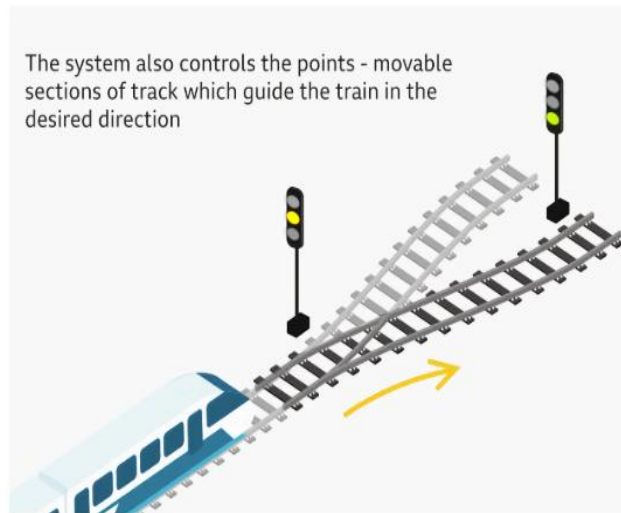 The system also controls the points - movable
sections of track which guide the train in the
desired direction